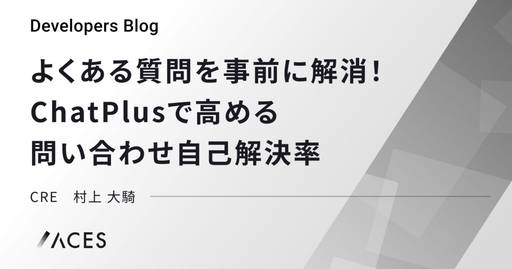 Developers Blog
よくある質問を事前に解消！
ChatPlusで高める
問い合わせ自己解決率
CRE　村上 大騎
ACES